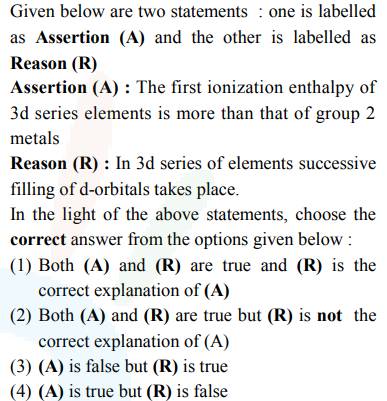 Given below are two statements : one is labelled
as Assertion (A) and the other is labelled as
Reason (R)
Assertion (A) : The first ionization enthalpy of
3d series elements is more than that of group 2
metals
Reason (R) : In 3d series of elements successive
filling of d-orbitals takes place.
In the light of the above statements, choose the
correct answer from the options given below :
(1) Both (A) and (R) are true and (R) is the
correct explanation of (A)
(2) Both (A) and (R) are true but (R) is not the
correct explanation of (A)
(3) (A) is false but (R) is true
(4) (A) is true but (R) is false